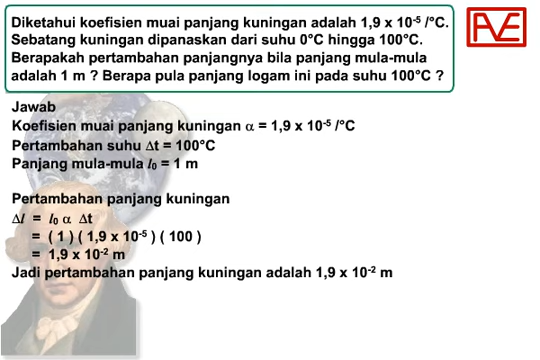 Diketahui koefisien muai panjang kuningan adalah 1,9 x 10⁻⁵ /°C.
Sebatang kuningan dipanaskan dari suhu 0°C hingga 100°C.
Berapakah pertambahan panjangnya bila panjang mula-mula
adalah 1 m ? Berapa pula panjang logam ini pada suhu 100°C ?
AVE
Jawab
Koefisien muai panjang kuningan α = 1,9 x 10⁻⁵ /°C
Pertambahan suhu Δt = 100°C
Panjang mula-mula l₀ = 1 m
Pertambahan panjang kuningan
Δl = l₀ α Δt
= ( 1 ) ( 1,9 x 10⁻⁵ ) ( 100 )
= 1,9 x 10⁻² m
Jadi pertambahan panjang kuningan adalah 1,9 x 10⁻² m